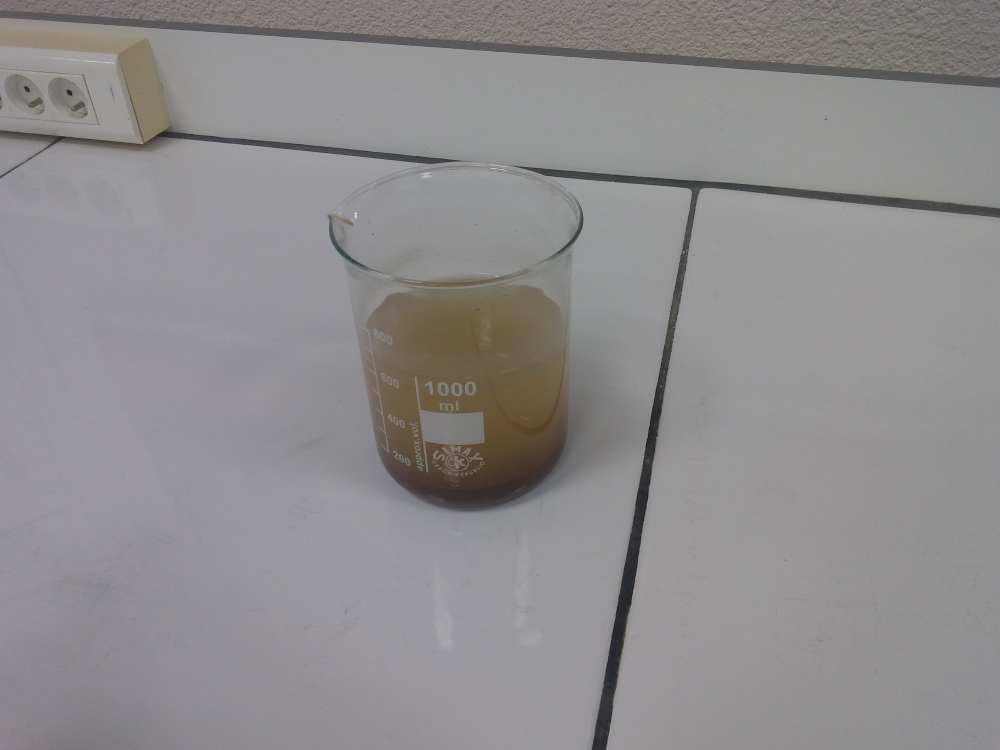 800
600
400
200
approx.vol.
1000
ml
SIMAX
CZECH REPUBLIC